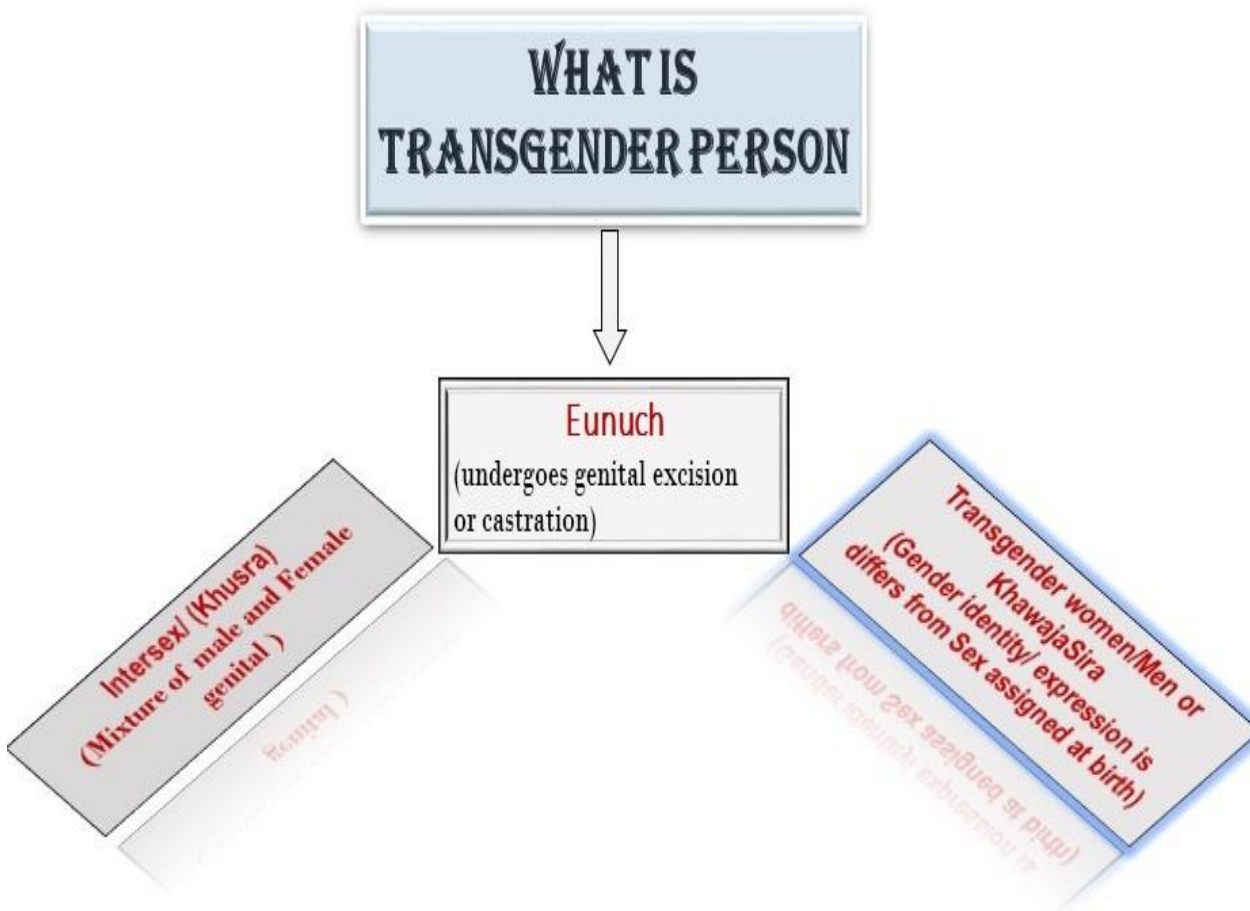 WHAT IS
TRANSGENDER PERSON
Eunuch
(undergoes genital excision
or castration)
Intersex/ (Khusra)
(Mixture of male and Female
genital )
Transgender women/Men or
KhawajaSira
(Gender identity/ expression is
differs from Sex assigned at birth)